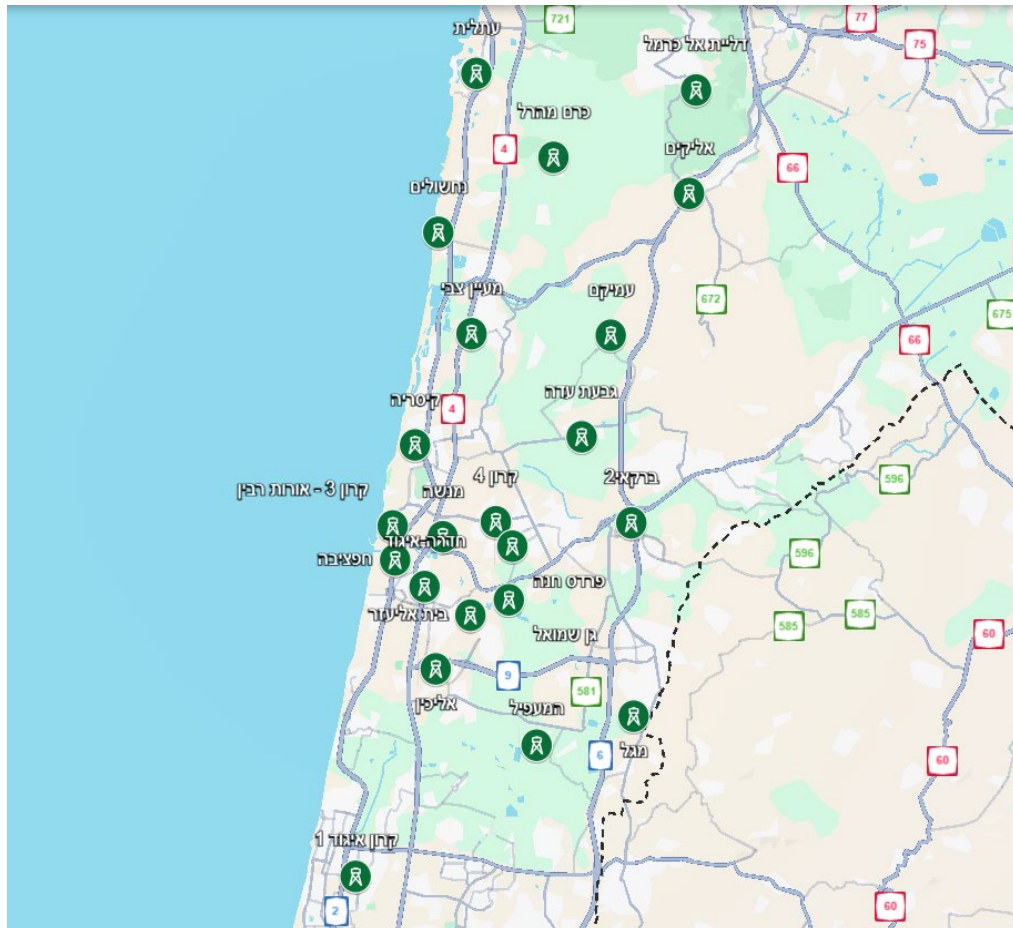 721
77
עתלית
דליית אל כרמל
75
כרם מהרל
4
אליקים
66
נחשולים
מעיין צבי
עמיקם
672
675
66
גבעת עדה
קיסריה
4
קרון 4
ברקאי2
596
קרון 3 - אורות רבין
מנשה
חדרה-איגוד
596
חפציבה
פרדס חנה
בית אליעזר
585
585
גן שמואל
60
9
581
אליכין
המעפיל
מגל
6
60
קרון איגוד 1
2
60